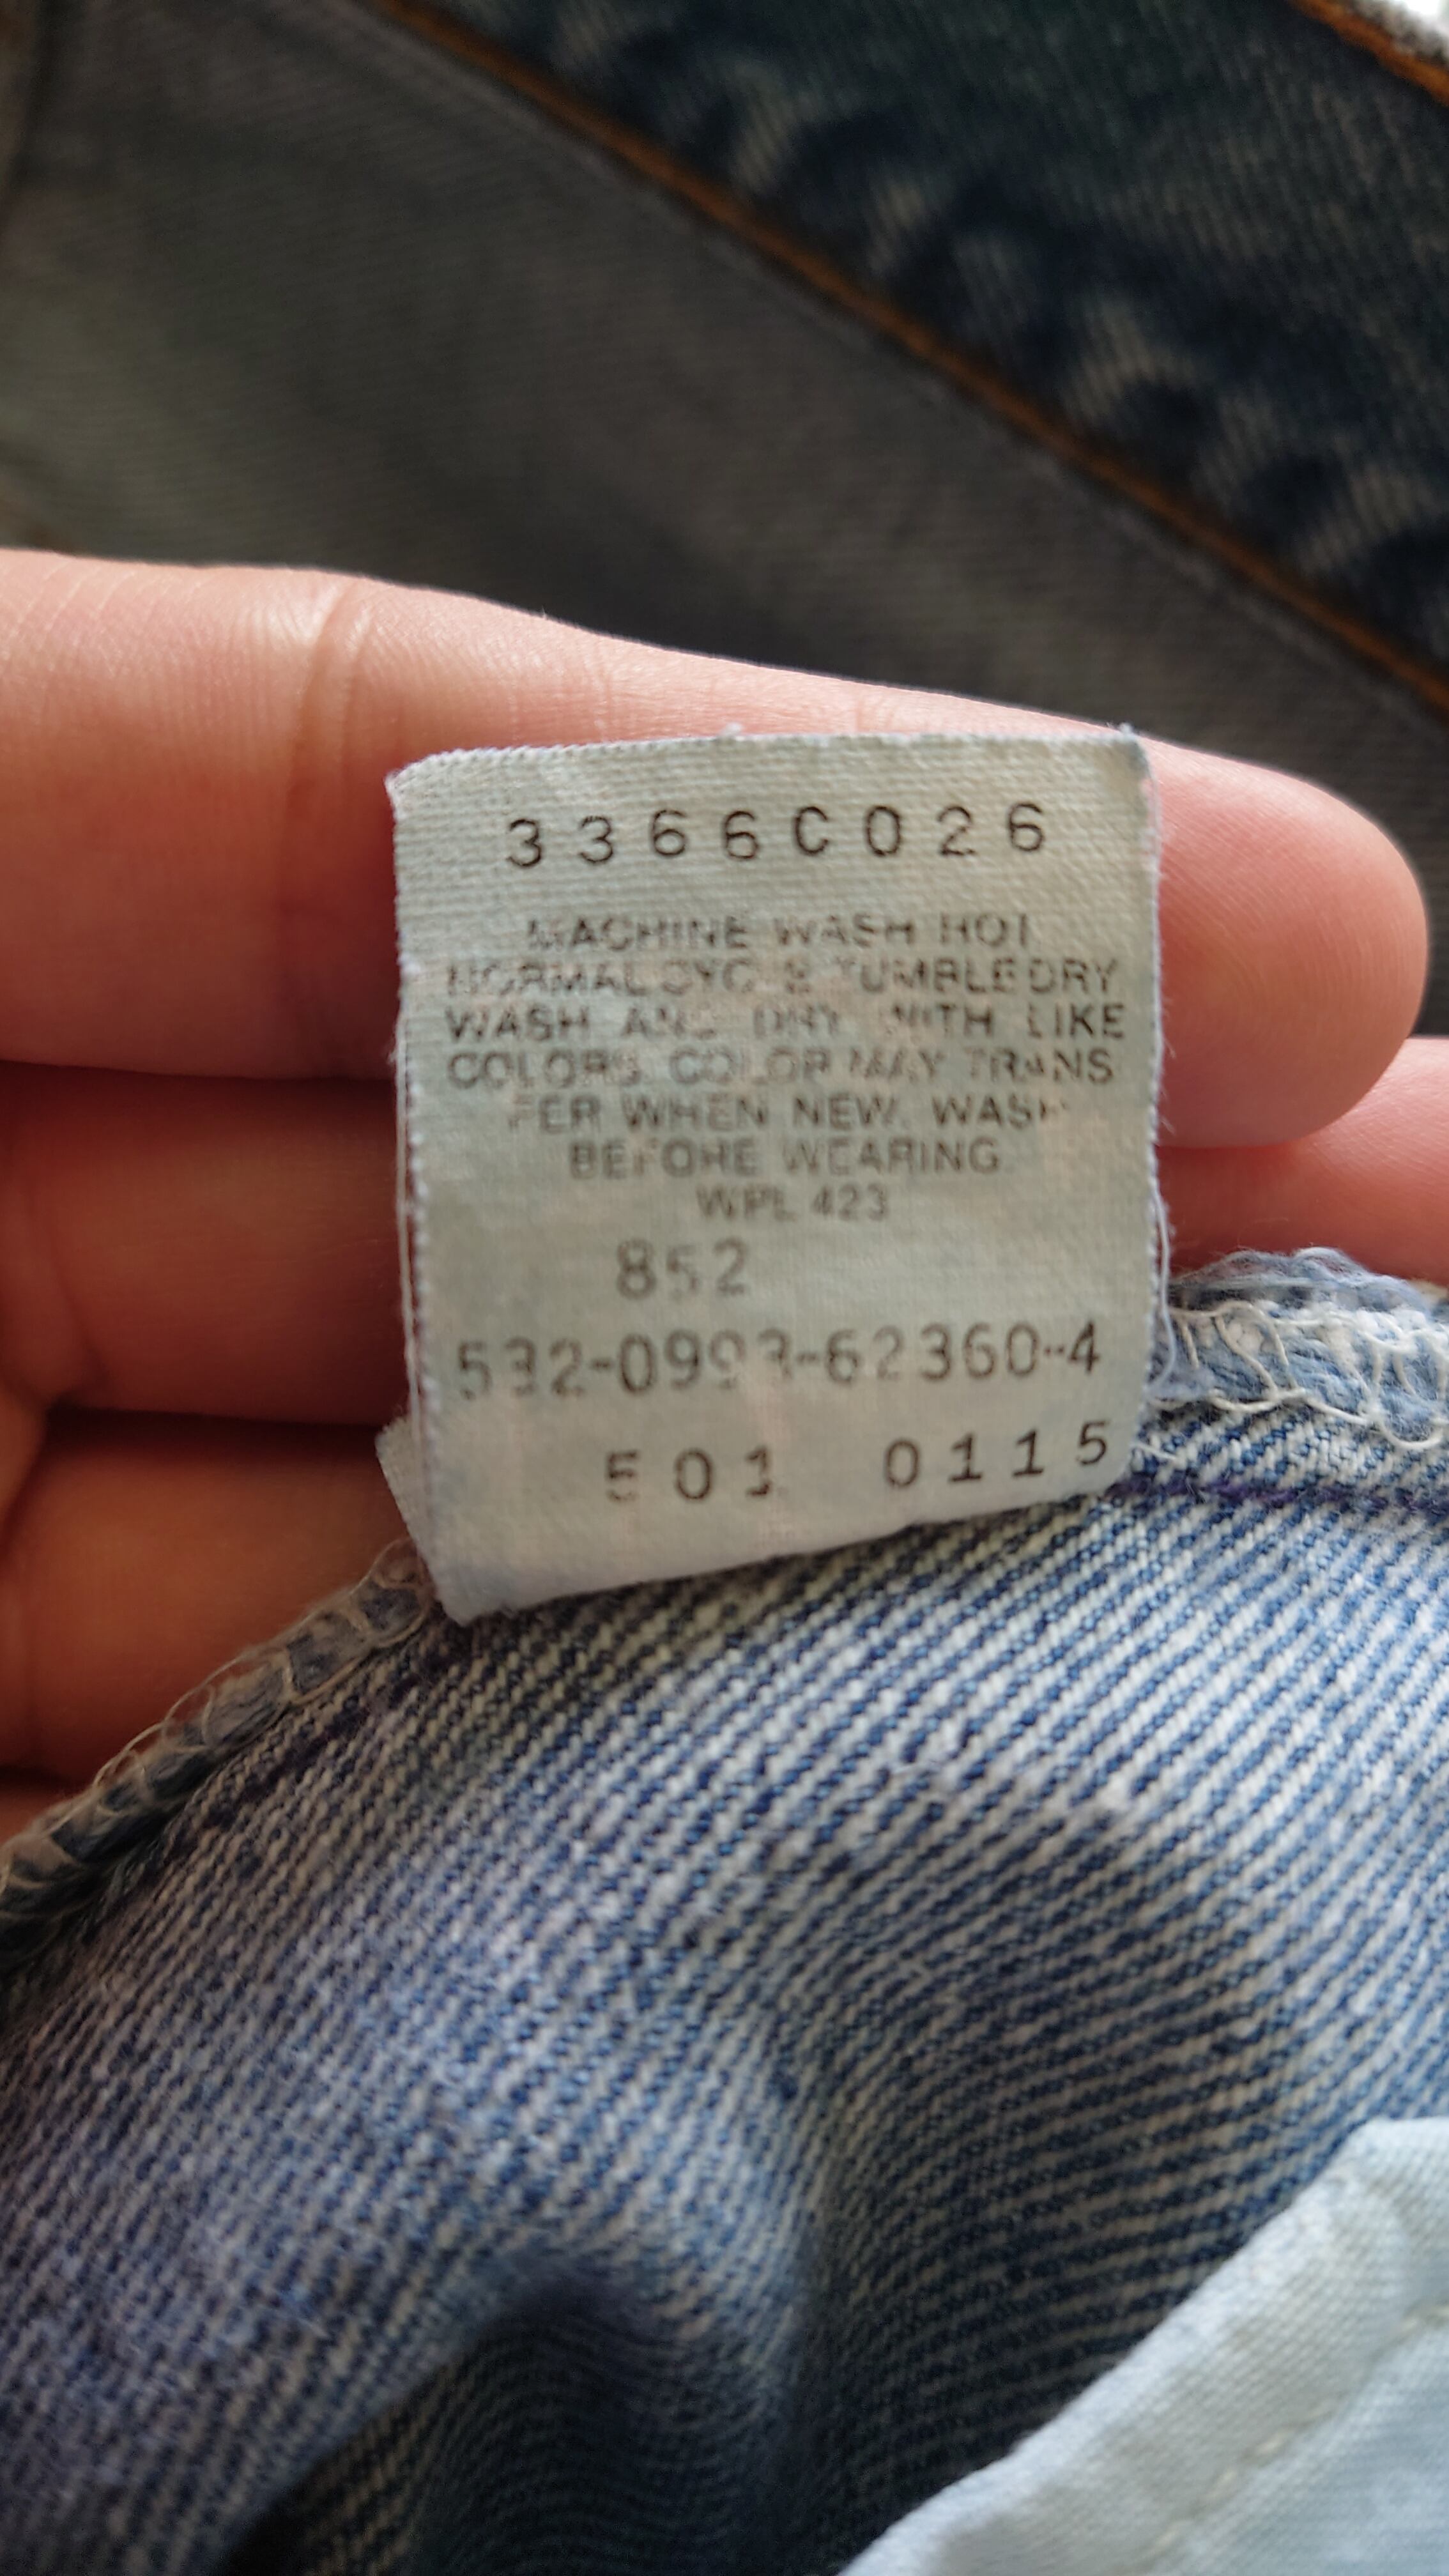 3366C026
MACHINE WASH HOT
NORMAL CYCLE TUMBLE DRY
WASH AND DRY WITH LIKE
COLORS. COLOR MAY TRANS
FER WHEN NEW. WASH
BEFORE WEARING.
WPL 423
852
532-0993-62360-4
501 0115